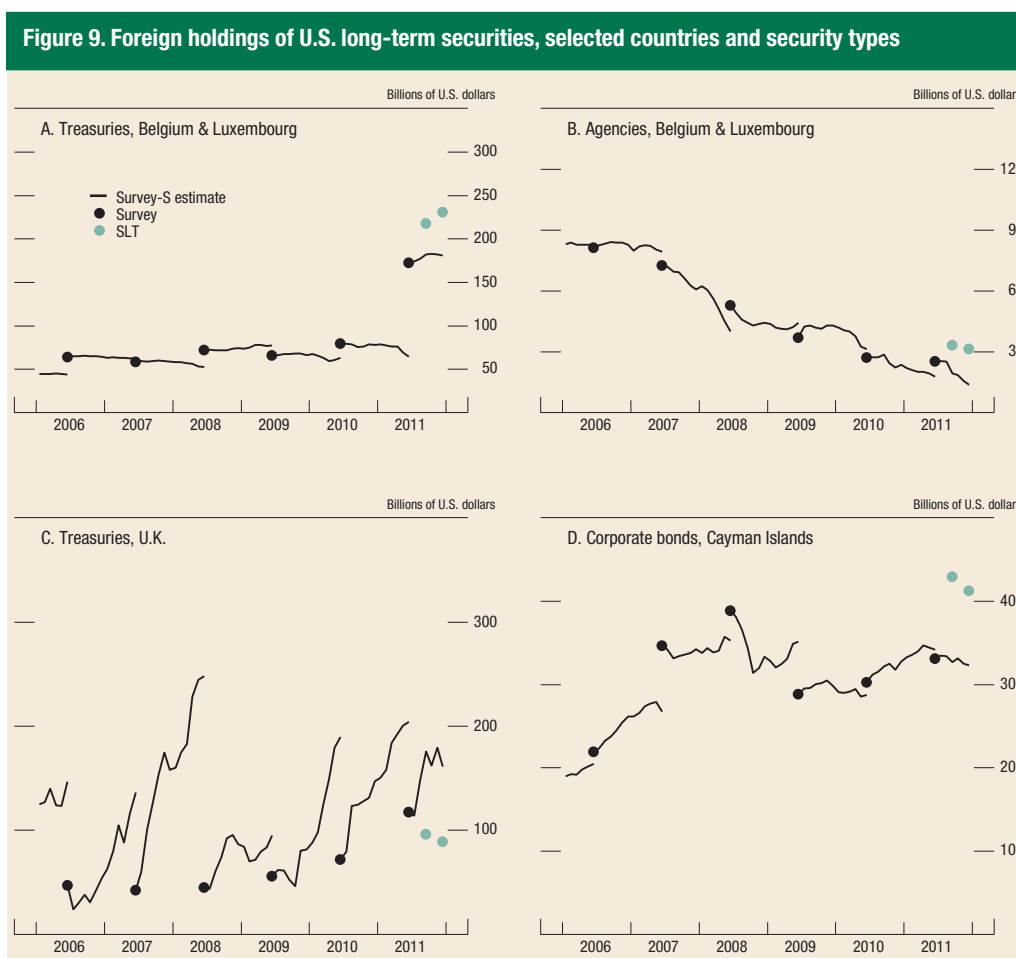 Figure 9. Foreign holdings of U.S. long-term securities, selected countries and security types
Billions of U.S. dollars
A. Treasuries, Belgium & Luxembourg
300
250
200
150
100
50
Survey-S estimate
Survey
SLT
2006 2007 2008 2009 2010 2011
Billions of U.S. dollar
B. Agencies, Belgium & Luxembourg
12
9
6
3
2006 2007 2008 2009 2010 2011
Billions of U.S. dollars
C. Treasuries, U.K.
300
200
100
2006 2007 2008 2009 2010 2011
Billions of U.S. dollar
D. Corporate bonds, Cayman Islands
40
30
20
10
2006 2007 2008 2009 2010 2011